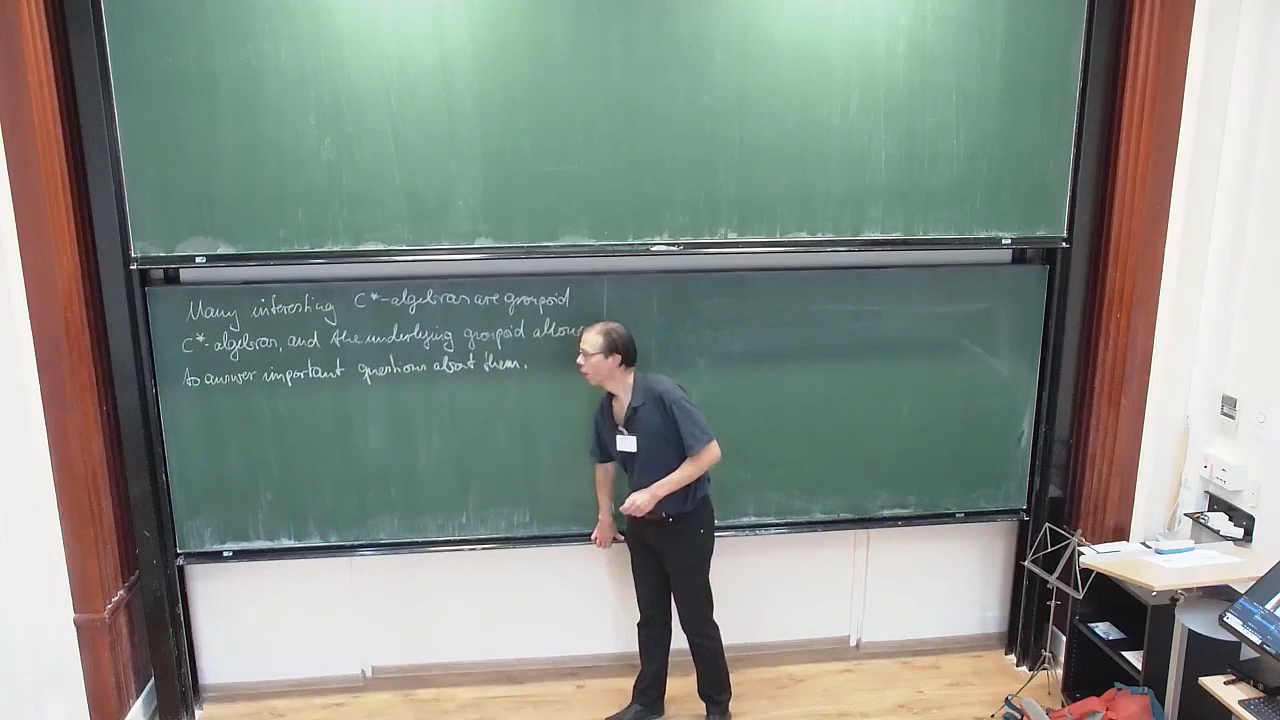 Many interesting C*-algebras are groupoid
C*-algebras, and the underlying groupoid allows
to answer important questions about them.